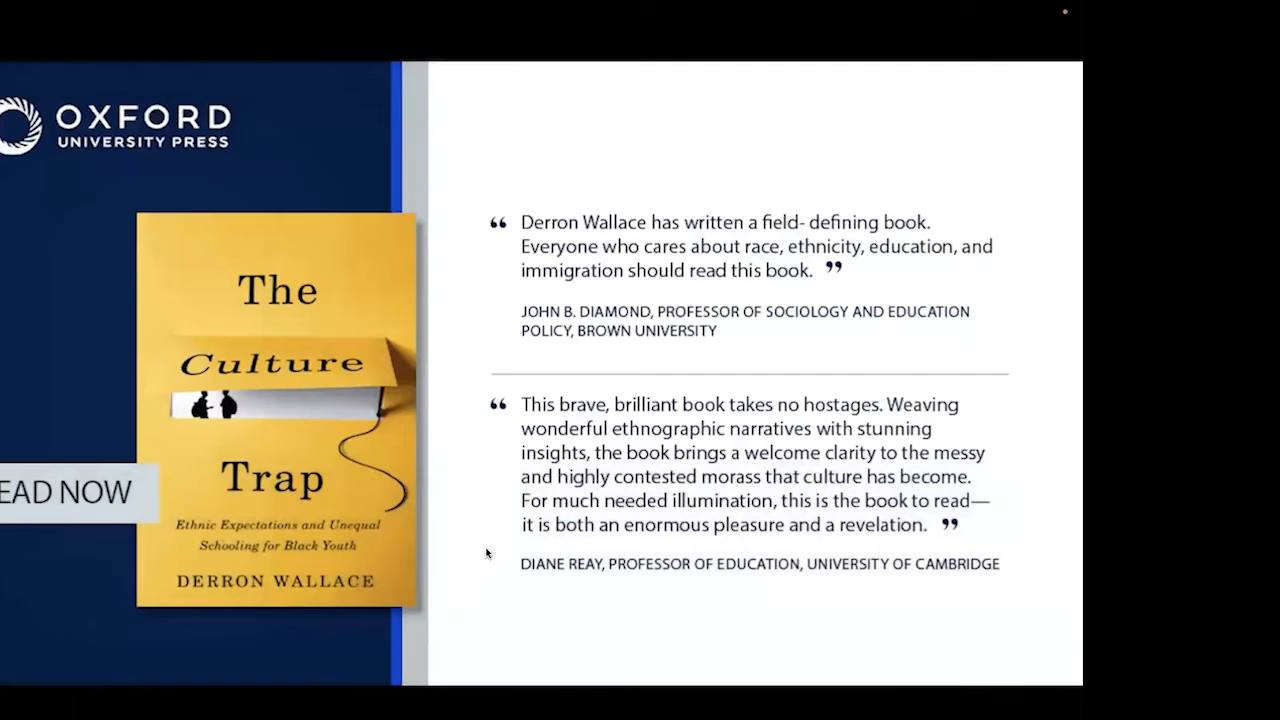 OXFORD
UNIVERSITY PRESS
The
Culture
Trap
Ethnic Expectations and Unequal
Schooling for Black Youth
DERRON WALLACE
EAD NOW
“ Derron Wallace has written a field- defining book.
Everyone who cares about race, ethnicity, education, and
immigration should read this book. ”
JOHN B. DIAMOND, PROFESSOR OF SOCIOLOGY AND EDUCATION
POLICY, BROWN UNIVERSITY
“ This brave, brilliant book takes no hostages. Weaving
wonderful ethnographic narratives with stunning
insights, the book brings a welcome clarity to the messy
and highly contested morass that culture has become.
For much needed illumination, this is the book to read—
it is both an enormous pleasure and a revelation. ”
DIANE REAY, PROFESSOR OF EDUCATION, UNIVERSITY OF CAMBRIDGE